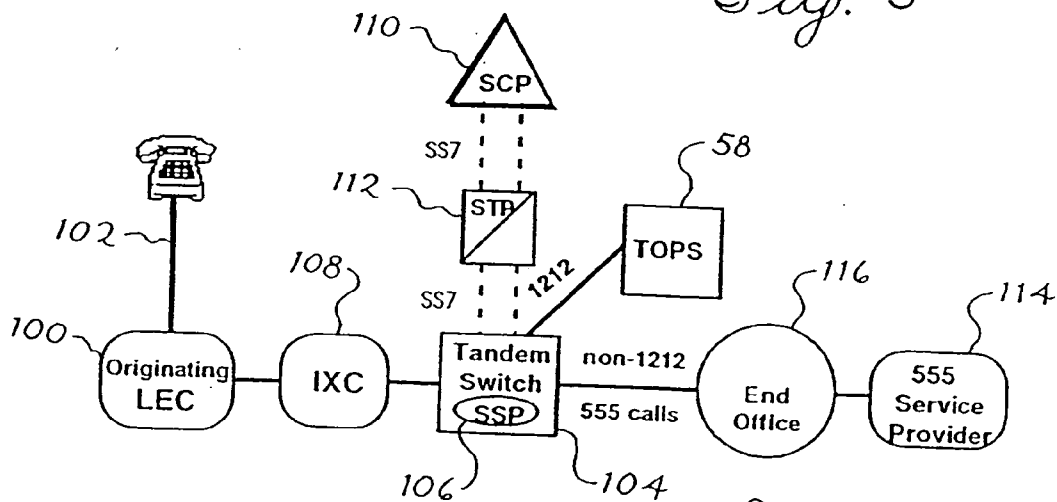 Fig.
110
SCP
SS7
58
112
STP
TOPS
102
108
1212
116
SS7
114
100
Originating
LEC
IXC
Tandem
Switch
SSP
non-1212
555 calls
End
Office
555
Service
Provider
106
104